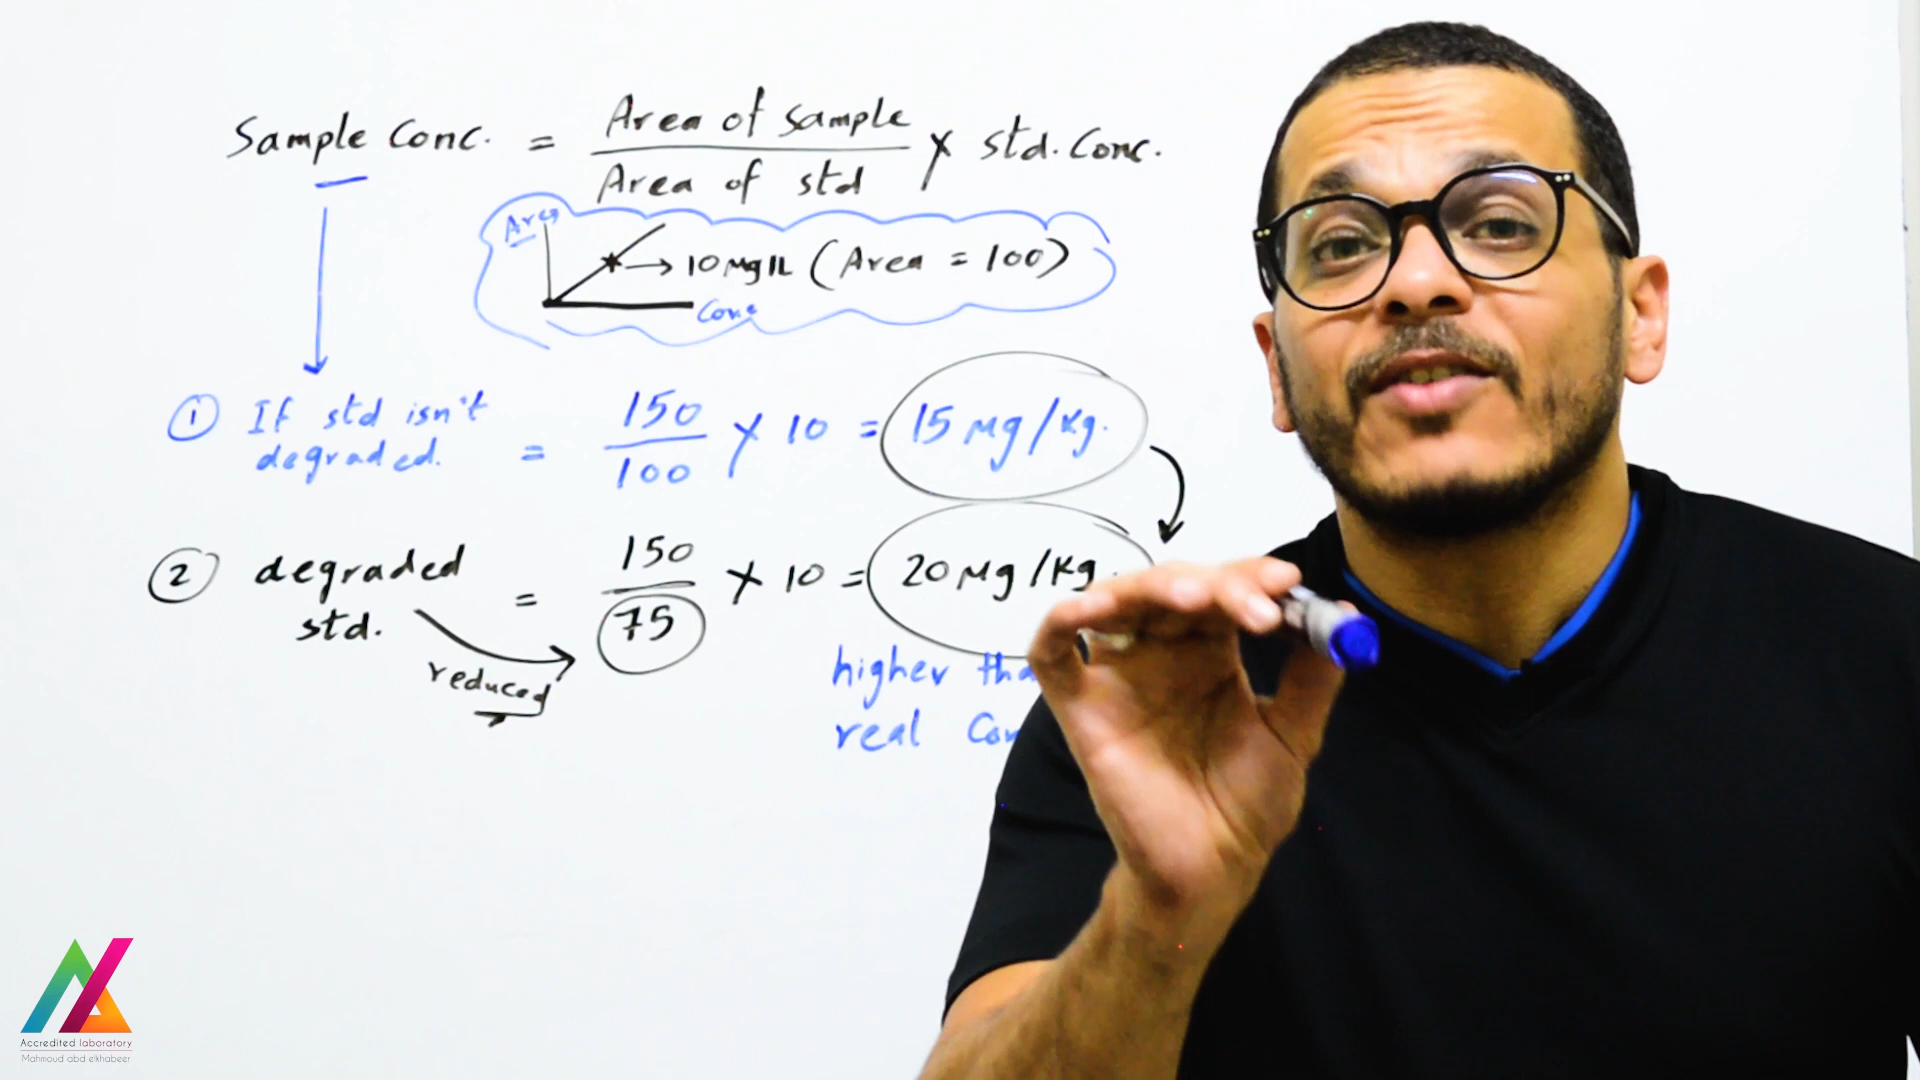 Sample Conc. = Area of sample / Area of std × std. Conc.
Area
10 Mg/L (Area = 100)
Conc
① If std isn't degraded. = 150 / 100 × 10 = 15 Mg/Kg.
② degraded std. = 150 / 75 × 10 = 20 Mg/Kg.
reduced
higher
real
Accredited laboratory
Mahmoud abd elkhabeer